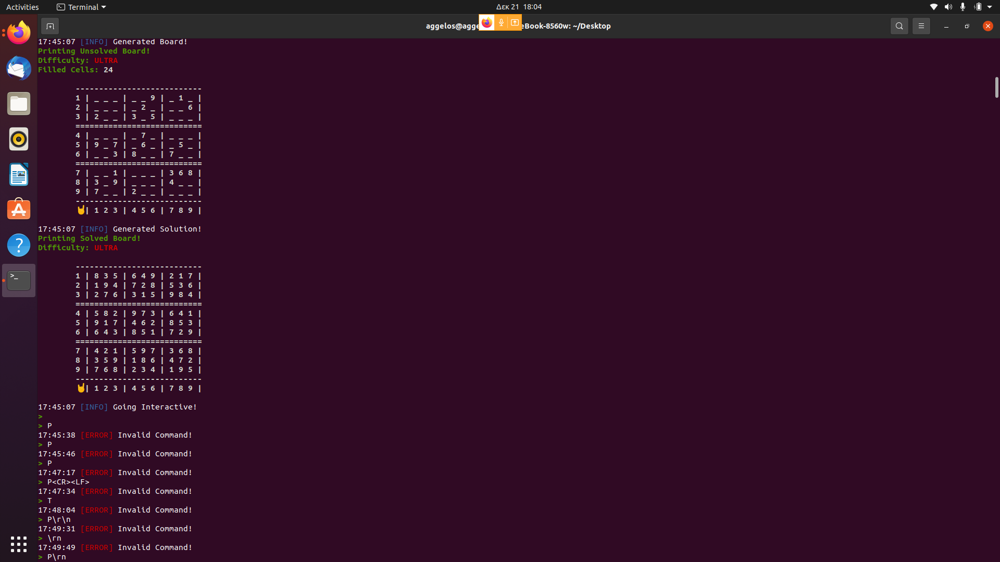 Activities
Terminal
Δεκ 21 18:04
aggelos@agge eBook-8560w: ~/Desktop
17:45:07 [INFO] Generated Board!
Printing Unsolved Board!
Difficulty: ULTRA
Filled Cells: 24
---------------------------
1 | _ _ _ | _ _ 9 | _ 1 _ |
2 | _ _ _ | _ 2 _ | _ _ 6 |
3 | 2 _ _ | 3 _ 5 | _ _ _ |
===========================
4 | _ _ _ | _ 7 _ | _ _ _ |
5 | 9 _ 7 | _ 6 _ | _ 5 _ |
6 | _ _ 3 | 8 _ _ | 7 _ _ |
===========================
7 | _ _ 1 | _ _ _ | 3 6 8 |
8 | 3 _ 9 | _ _ _ | 4 _ _ |
9 | 7 _ _ | 2 _ _ | _ _ _ |
---------------------------
🤘| 1 2 3 | 4 5 6 | 7 8 9 |
17:45:07 [INFO] Generated Solution!
Printing Solved Board!
Difficulty: ULTRA
---------------------------
1 | 8 3 5 | 6 4 9 | 2 1 7 |
2 | 1 9 4 | 7 2 8 | 5 3 6 |
3 | 2 7 6 | 3 1 5 | 9 8 4 |
===========================
4 | 5 8 2 | 9 7 3 | 6 4 1 |
5 | 9 1 7 | 4 6 2 | 8 5 3 |
6 | 6 4 3 | 8 5 1 | 7 2 9 |
===========================
7 | 4 2 1 | 5 9 7 | 3 6 8 |
8 | 3 5 9 | 1 8 6 | 4 7 2 |
9 | 7 6 8 | 2 3 4 | 1 9 5 |
---------------------------
🤘| 1 2 3 | 4 5 6 | 7 8 9 |
17:45:07 [INFO] Going Interactive!
>
> P
17:45:38 [ERROR] Invalid Command!
> P
17:45:46 [ERROR] Invalid Command!
> P
17:47:17 [ERROR] Invalid Command!
> P<CR><LF>
17:47:34 [ERROR] Invalid Command!
> T
17:48:04 [ERROR] Invalid Command!
> P\r\n
17:49:31 [ERROR] Invalid Command!
> \rn
17:49:49 [ERROR] Invalid Command!
> P\rn